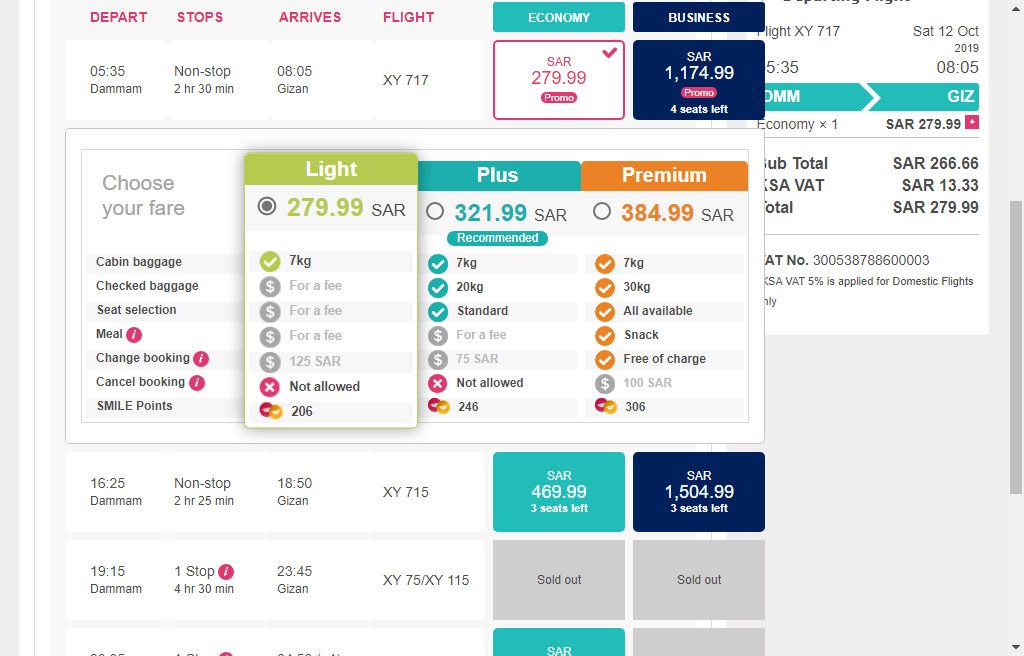 DEPART STOPS ARRIVES FLIGHT ECONOMY BUSINESS
05:35 Non-stop 08:05 XY 717
Dammam 2 hr 30 min Gizan
SAR
279.99
Promo
SAR
1,174.99
Promo
4 seats left
Flight XY 717 Sat 12 Oct
2019
08:05
GIZ
Economy × 1 SAR 279.99 +
Sub Total SAR 266.66
KSA VAT SAR 13.33
Total SAR 279.99
VAT No. 300538788600003
KSA VAT 5% is applied for Domestic Flights
only
Choose
your fare
Light Plus Premium
279.99 SAR 321.99 SAR 384.99 SAR
Recommended
Cabin baggage 7kg 7kg 7kg
Checked baggage $ For a fee 20kg 30kg
Seat selection $ For a fee Standard All available
Meal i $ For a fee $ For a fee Snack
Change booking i $ 125 SAR $ 75 SAR Free of charge
Cancel booking i Not allowed Not allowed $ 100 SAR
SMILE Points 206 246 306
16:25 Non-stop 18:50 XY 715
Dammam 2 hr 25 min Gizan
SAR
469.99
3 seats left
SAR
1,504.99
3 seats left
19:15 1 Stop i 23:45 XY 75/XY 115 Sold out Sold out
Dammam 4 hr 30 min Gizan
SAR